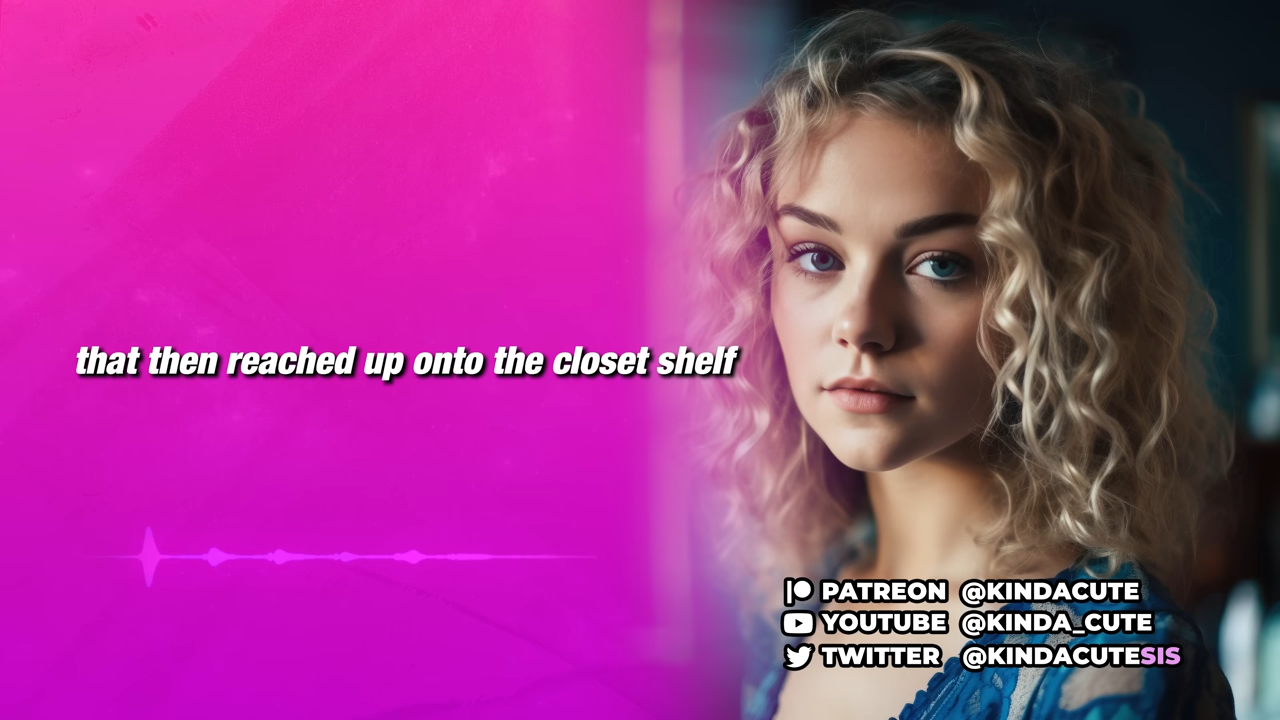 that then reached up onto the closet shelf
PATREON @KINDACUTE
YOUTUBE @KINDA_CUTE
TWITTER @KINDACUTESIS